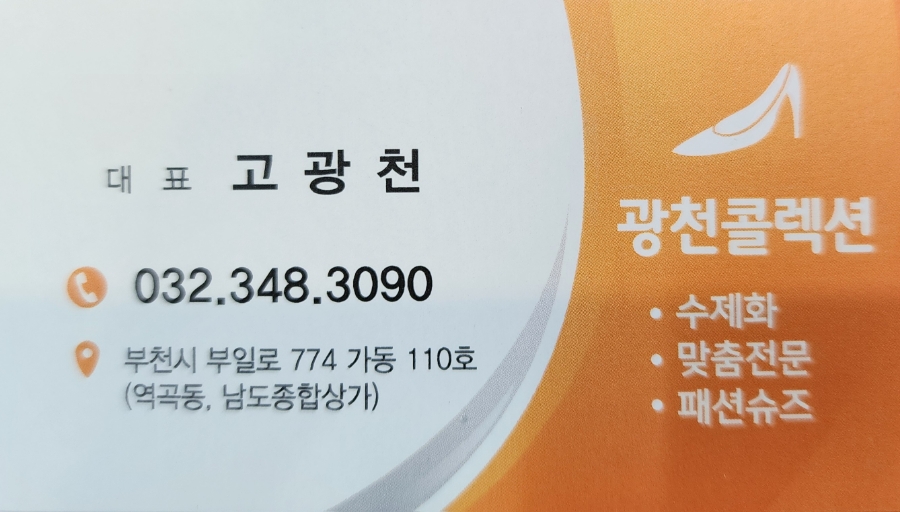 대 표 고 광 천
032.348.3090
부천시 부일로 774 가동 110호
(역곡동, 남도종합상가)
광천콜렉션
• 수제화
• 맞춤전문
• 패션슈즈